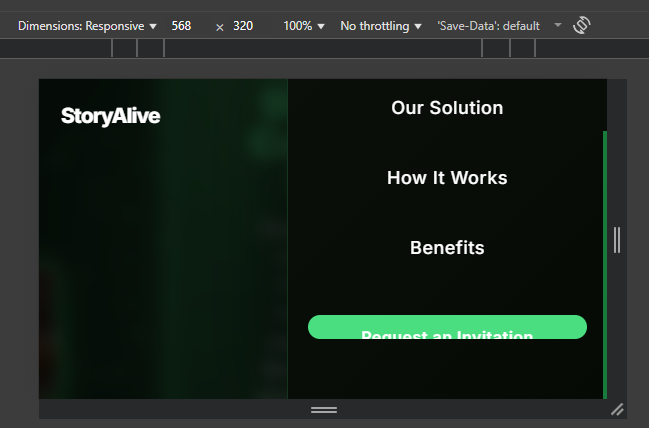 Dimensions: Responsive 568 × 320 100% No throttling 'Save-Data': default
StoryAlive
Our Solution
How It Works
Benefits
Request an Invitation